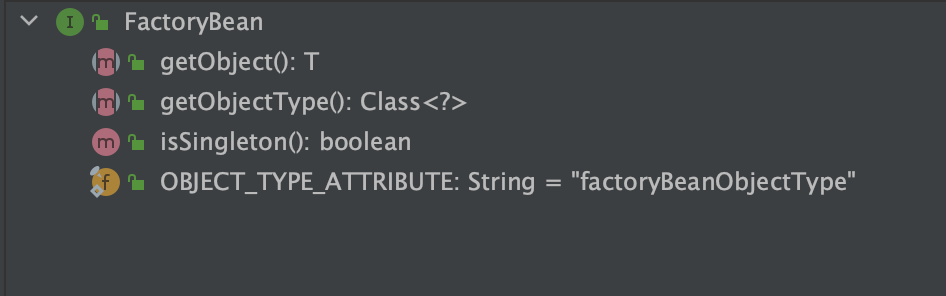 I FactoryBean
m getObject(): T
m getObjectType(): Class<?>
m isSingleton(): boolean
f OBJECT_TYPE_ATTRIBUTE: String = "factoryBeanObjectType"